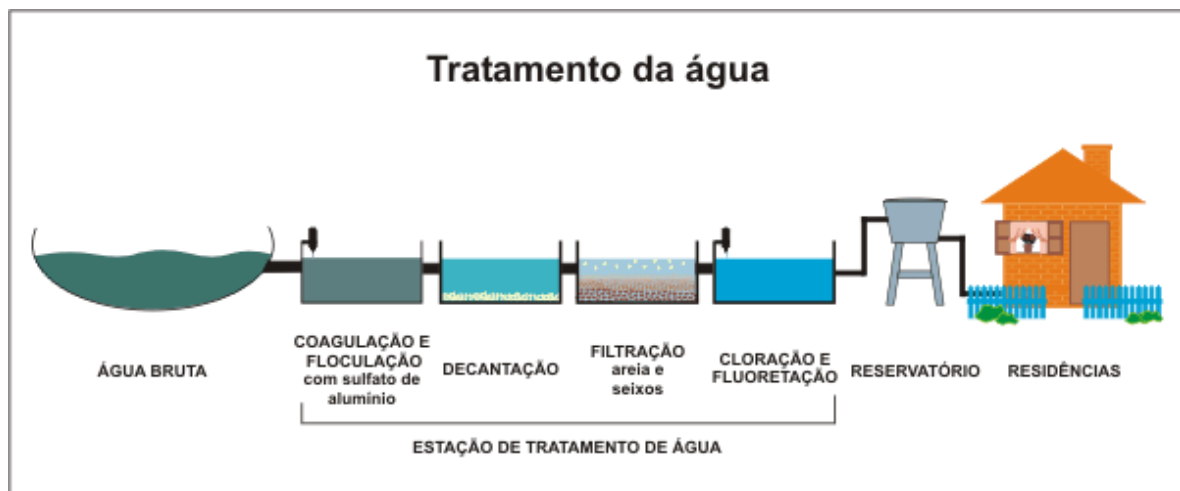 Tratamento da água
ÁGUA BRUTA
COAGULAÇÃO E
FLOCULAÇÃO
com sulfato de
alumínio
DECANTAÇÃO
FILTRAÇÃO
areia e
seixos
CLORAÇÃO E
FLUORETAÇÃO
RESERVATÓRIO
RESIDÊNCIAS
ESTAÇÃO DE TRATAMENTO DE ÁGUA